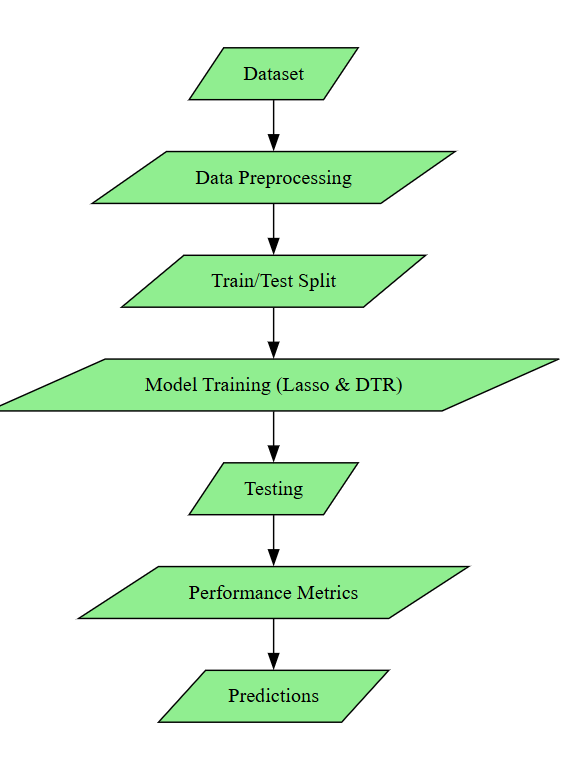 Dataset
Data Preprocessing
Train/Test Split
Model Training (Lasso & DTR)
Testing
Performance Metrics
Predictions